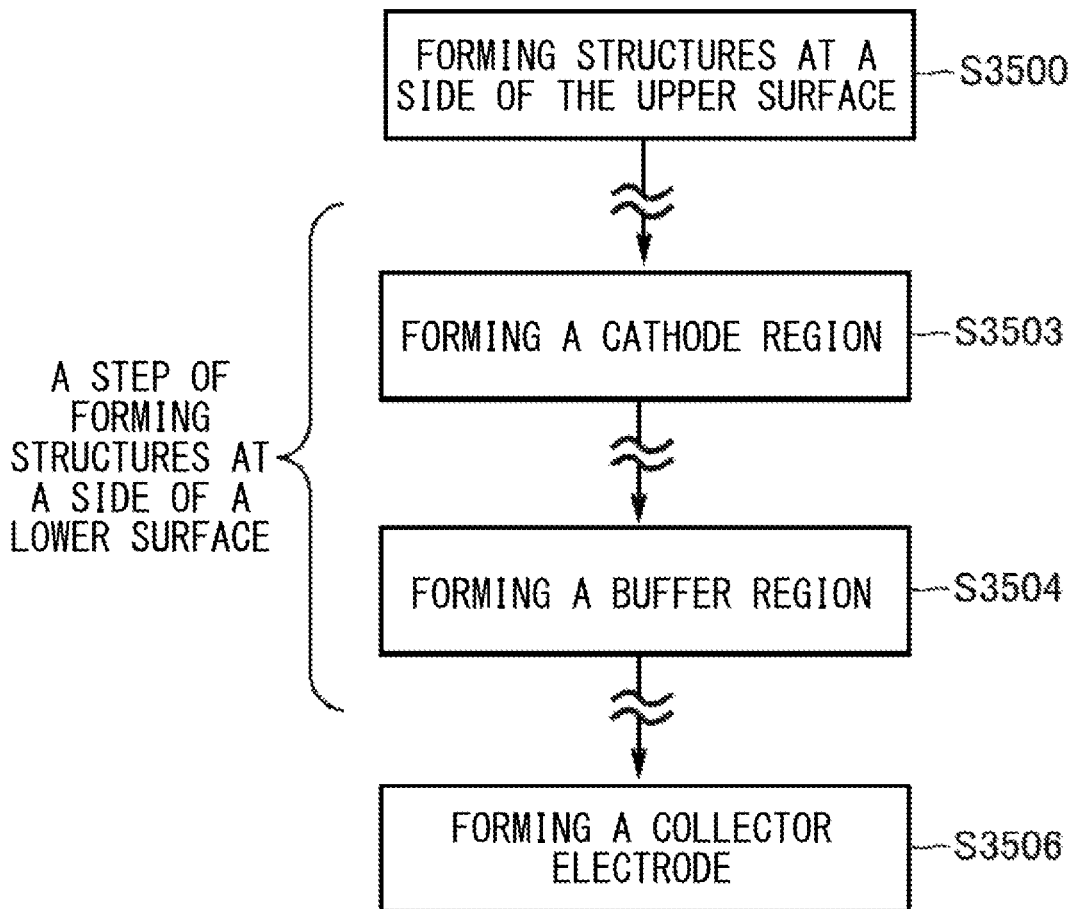 FORMING STRUCTURES AT A
SIDE OF THE UPPER SURFACE
S3500
A STEP OF
FORMING
STRUCTURES AT
A SIDE OF A
LOWER SURFACE
FORMING A CATHODE REGION
S3503
FORMING A BUFFER REGION
S3504
FORMING A COLLECTOR
ELECTRODE
S3506